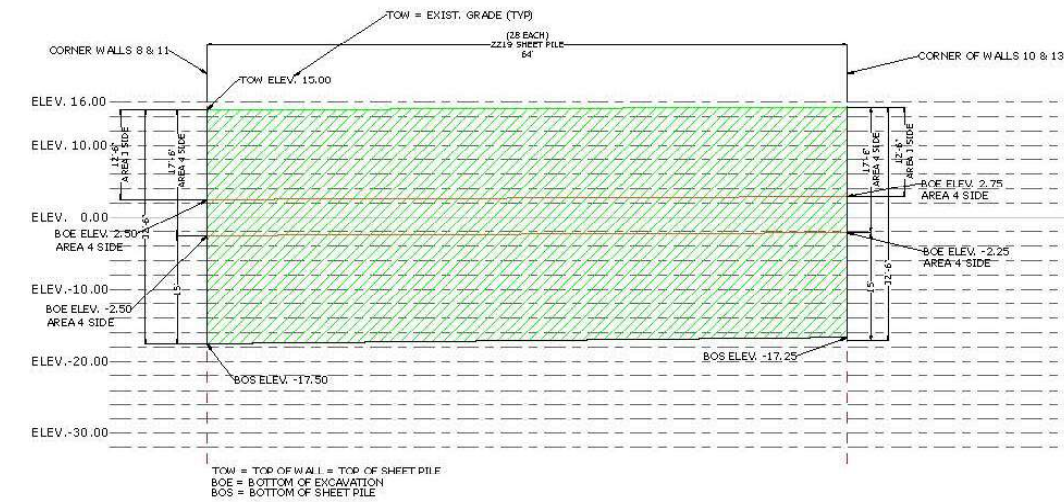 TOW = EXIST. GRADE (TYP)
(28 EACH)
ZZ19 SHEET PILE
64'
CORNER WALLS 8 & 11
CORNER OF WALLS 10 & 13
TOW ELEV. 15.00
ELEV. 16.00
ELEV. 10.00
ELEV. 0.00
ELEV.-10.00
ELEV.-20.00
ELEV.-30.00
12'-6"
AREA 1 SIDE
17'-6"
AREA 4 SIDE
32'-6"
15'
17'-6"
AREA 4 SIDE
12'-6"
AREA 1 SIDE
15'
32'-6"
BOE ELEV. 2.50
AREA 4 SIDE
BOE ELEV. -2.50
AREA 4 SIDE
BOE ELEV. 2.75
AREA 4 SIDE
BOE ELEV. -2.25
AREA 4 SIDE
BOS ELEV. -17.50
BOS ELEV. -17.25
TOW = TOP OF WALL = TOP OF SHEET PILE
BOE = BOTTOM OF EXCAVATION
BOS = BOTTOM OF SHEET PILE